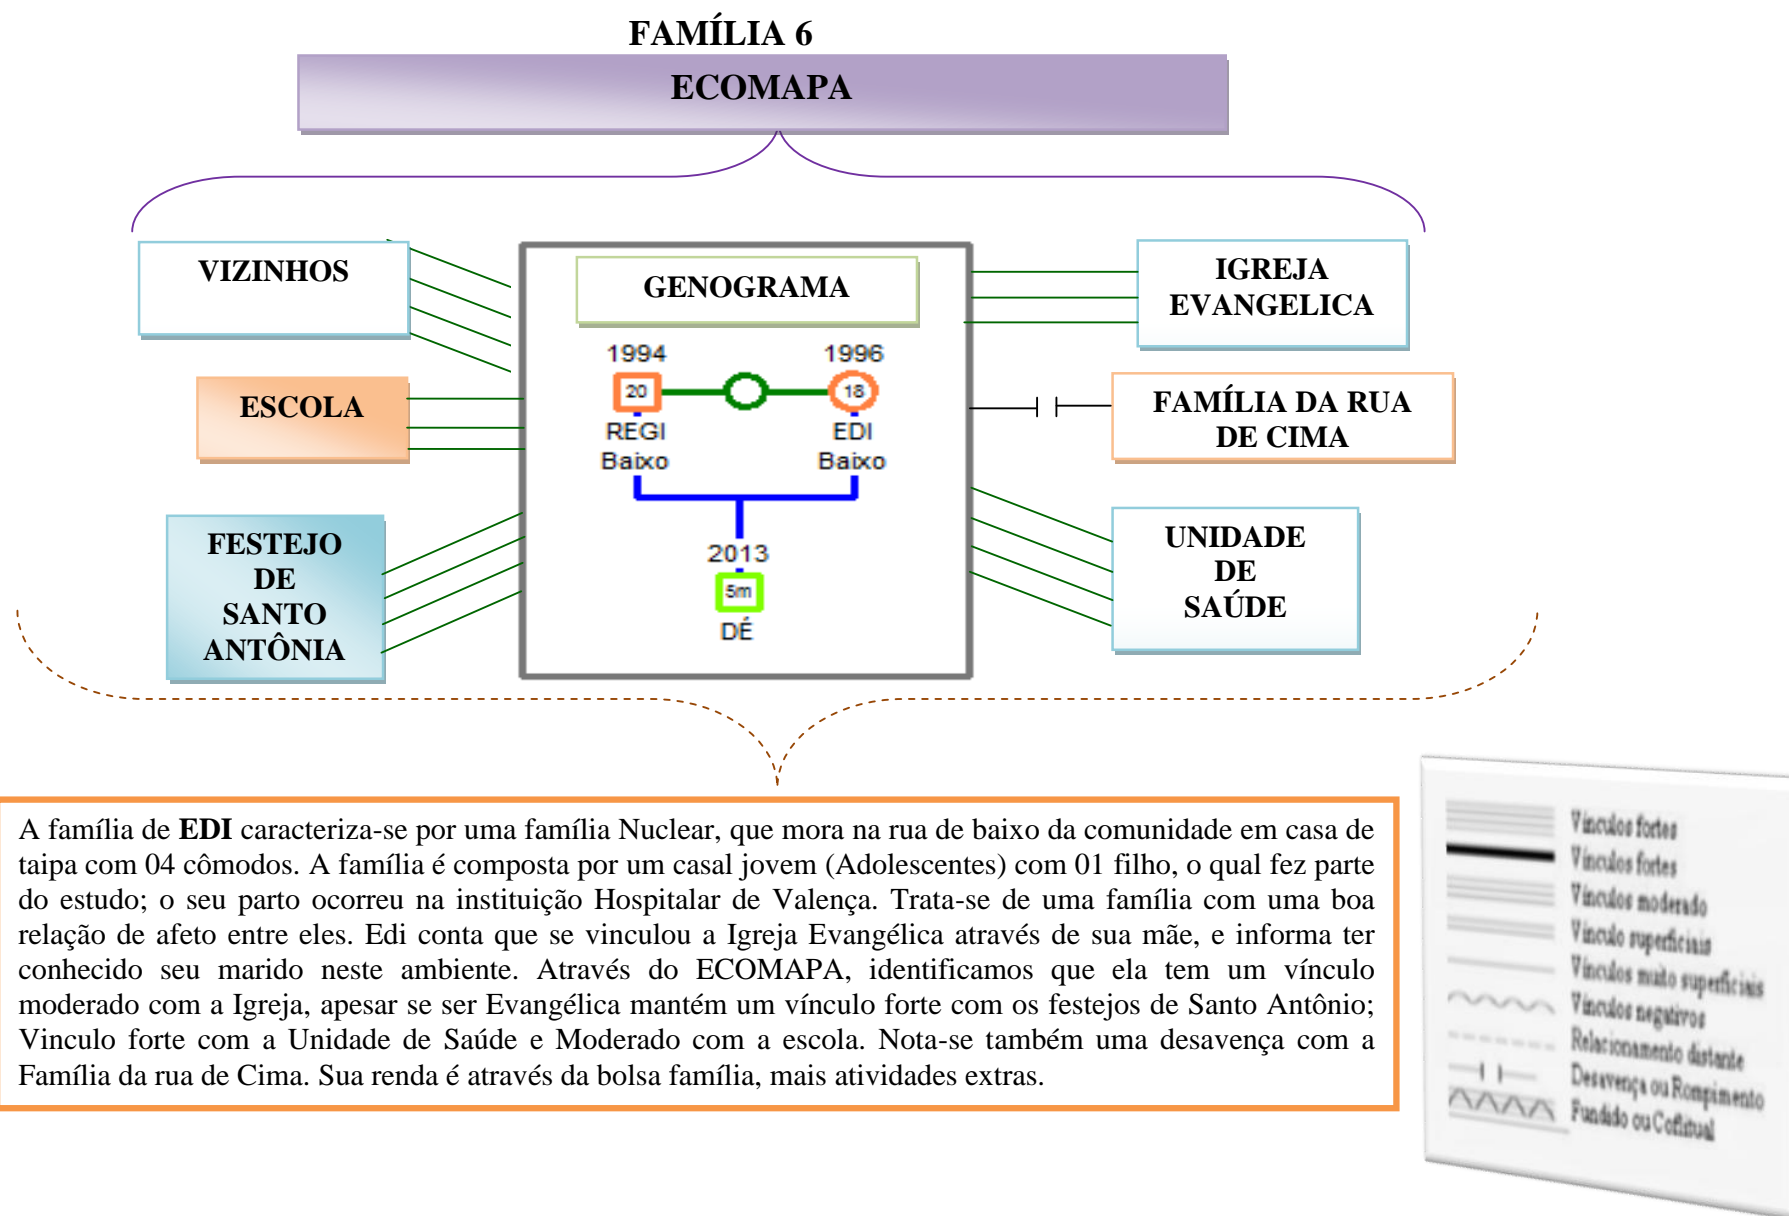 FAMÍLIA 6
ECOMAPA
VIZINHOS
ESCOLA
FESTEJO
DE
SANTO
ANTÔNIA
GENOGRAMA
1994 1996
20 18
REGI EDI
Baixo Baixo
2013
5m
DÉ
IGREJA
EVANGELICA
FAMÍLIA DA RUA
DE CIMA
UNIDADE
DE
SAÚDE
A família de EDI caracteriza-se por uma família Nuclear, que mora na rua de baixo da comunidade em casa de
taipa com 04 cômodos. A família é composta por um casal jovem (Adolescentes) com 01 filho, o qual fez parte
do estudo; o seu parto ocorreu na instituição Hospitalar de Valença. Trata-se de uma família com uma boa
relação de afeto entre eles. Edi conta que se vinculou a Igreja Evangélica através de sua mãe, e informa ter
conhecido seu marido neste ambiente. Através do ECOMAPA, identificamos que ela tem um vínculo
moderado com a Igreja, apesar se ser Evangélica mantém um vínculo forte com os festejos de Santo Antônio;
Vinculo forte com a Unidade de Saúde e Moderado com a escola. Nota-se também uma desavença com a
Família da rua de Cima. Sua renda é através da bolsa família, mais atividades extras.
Vínculos fortes
Vínculos fortes
Vínculos moderado
Vínculo superficiais
Vínculos muito superficiais
Vínculos negativos
Relacionamento distante
Desavença ou Rompimento
Fundido ou Coflitual